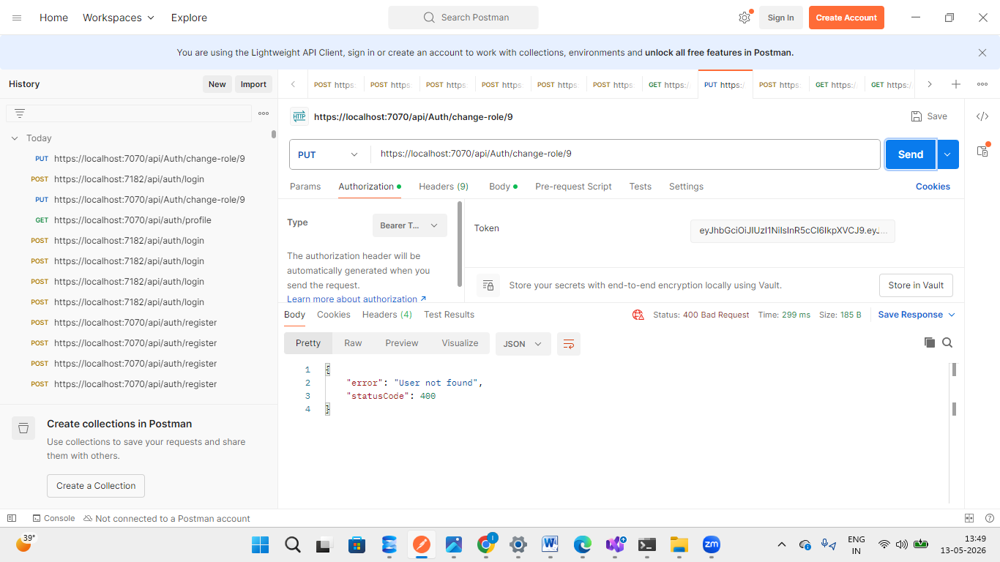 Home Workspaces Explore Search Postman Sign In Create Account
You are using the Lightweight API Client, sign in or create an account to work with collections, environments and unlock all free features in Postman.
History New Import
POST https: POST https: POST https: POST https: POST https: POST https: GET https:/ PUT https:/ POST https: GET https:/ GET https:/
Today
PUT https://localhost:7070/api/Auth/change-role/9
POST https://localhost:7182/api/auth/login
PUT https://localhost:7070/api/Auth/change-role/9
GET https://localhost:7070/api/auth/profile
POST https://localhost:7182/api/auth/login
POST https://localhost:7182/api/auth/login
POST https://localhost:7182/api/auth/login
POST https://localhost:7182/api/auth/login
POST https://localhost:7070/api/auth/register
POST https://localhost:7070/api/auth/register
POST https://localhost:7070/api/auth/register
POST https://localhost:7070/api/auth/register
Create collections in Postman
Use collections to save your requests and share
them with others.
Create a Collection
HTTP https://localhost:7070/api/Auth/change-role/9 Save
PUT https://localhost:7070/api/Auth/change-role/9 Send
Params Authorization Headers (9) Body Pre-request Script Tests Settings Cookies
Type Bearer T...
The authorization header will be
automatically generated when you
send the request.
Learn more about authorization ↗
Token eyJhbGciOiJIUzI1NiIsInR5cCI6IkpXVCJ9.eyJ...
Store your secrets with end-to-end encryption locally using Vault. Store in Vault
Body Cookies Headers (4) Test Results Status: 400 Bad Request Time: 299 ms Size: 185 B Save Response
Pretty Raw Preview Visualize JSON
1 {
2 "error": "User not found",
3 "statusCode": 400
4 }
Console Not connected to a Postman account
39° zm ENG 13:49
IN 13-05-2026